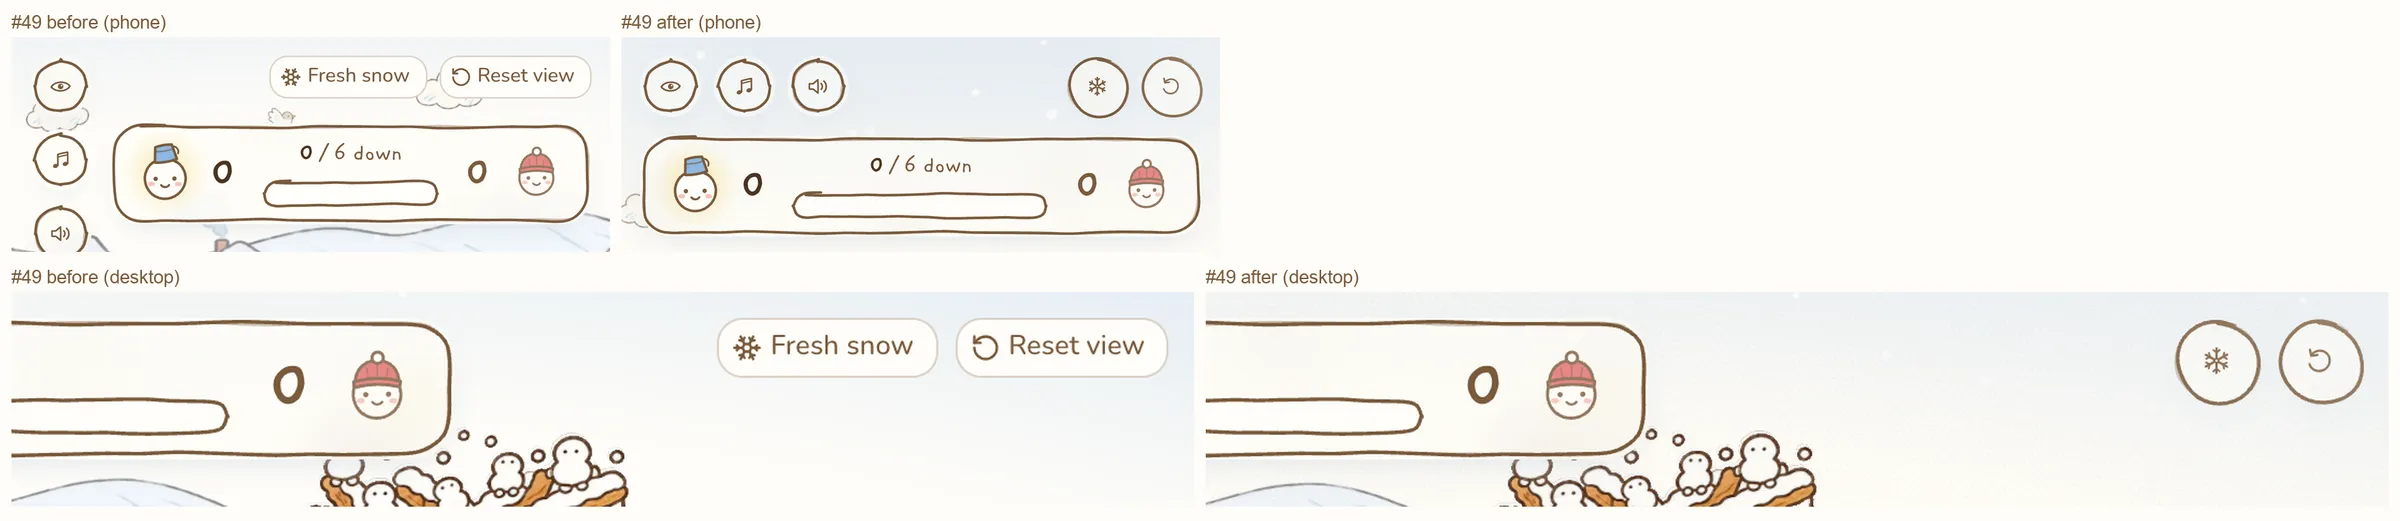 #49 before (phone)
#49 after (phone)
Fresh snow
Reset view
0
0 / 6 down
0
0
0 / 6 down
0
#49 before (desktop)
#49 after (desktop)
0
Fresh snow
Reset view
0